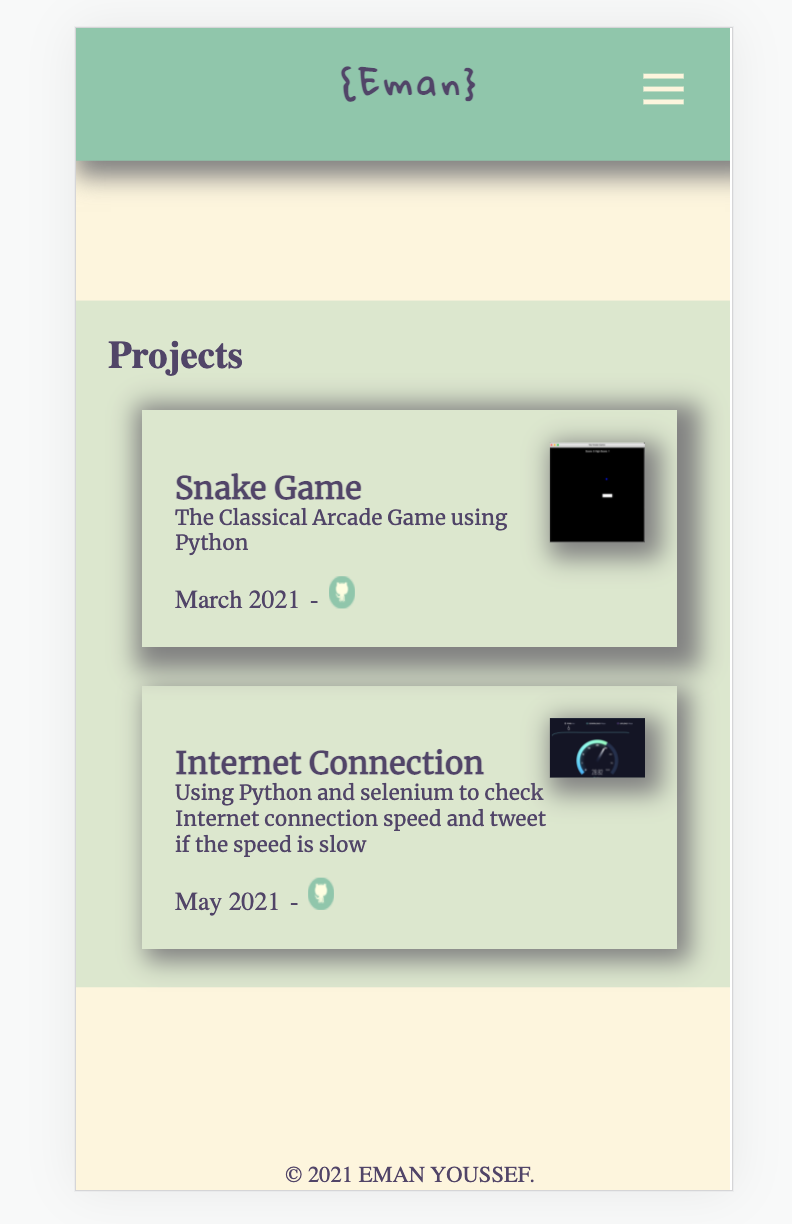 {Eman}
Projects
Snake Game
The Classical Arcade Game using
Python
March 2021 -
Internet Connection
Using Python and selenium to check
Internet connection speed and tweet
if the speed is slow
May 2021 -
© 2021 EMAN YOUSSEF.